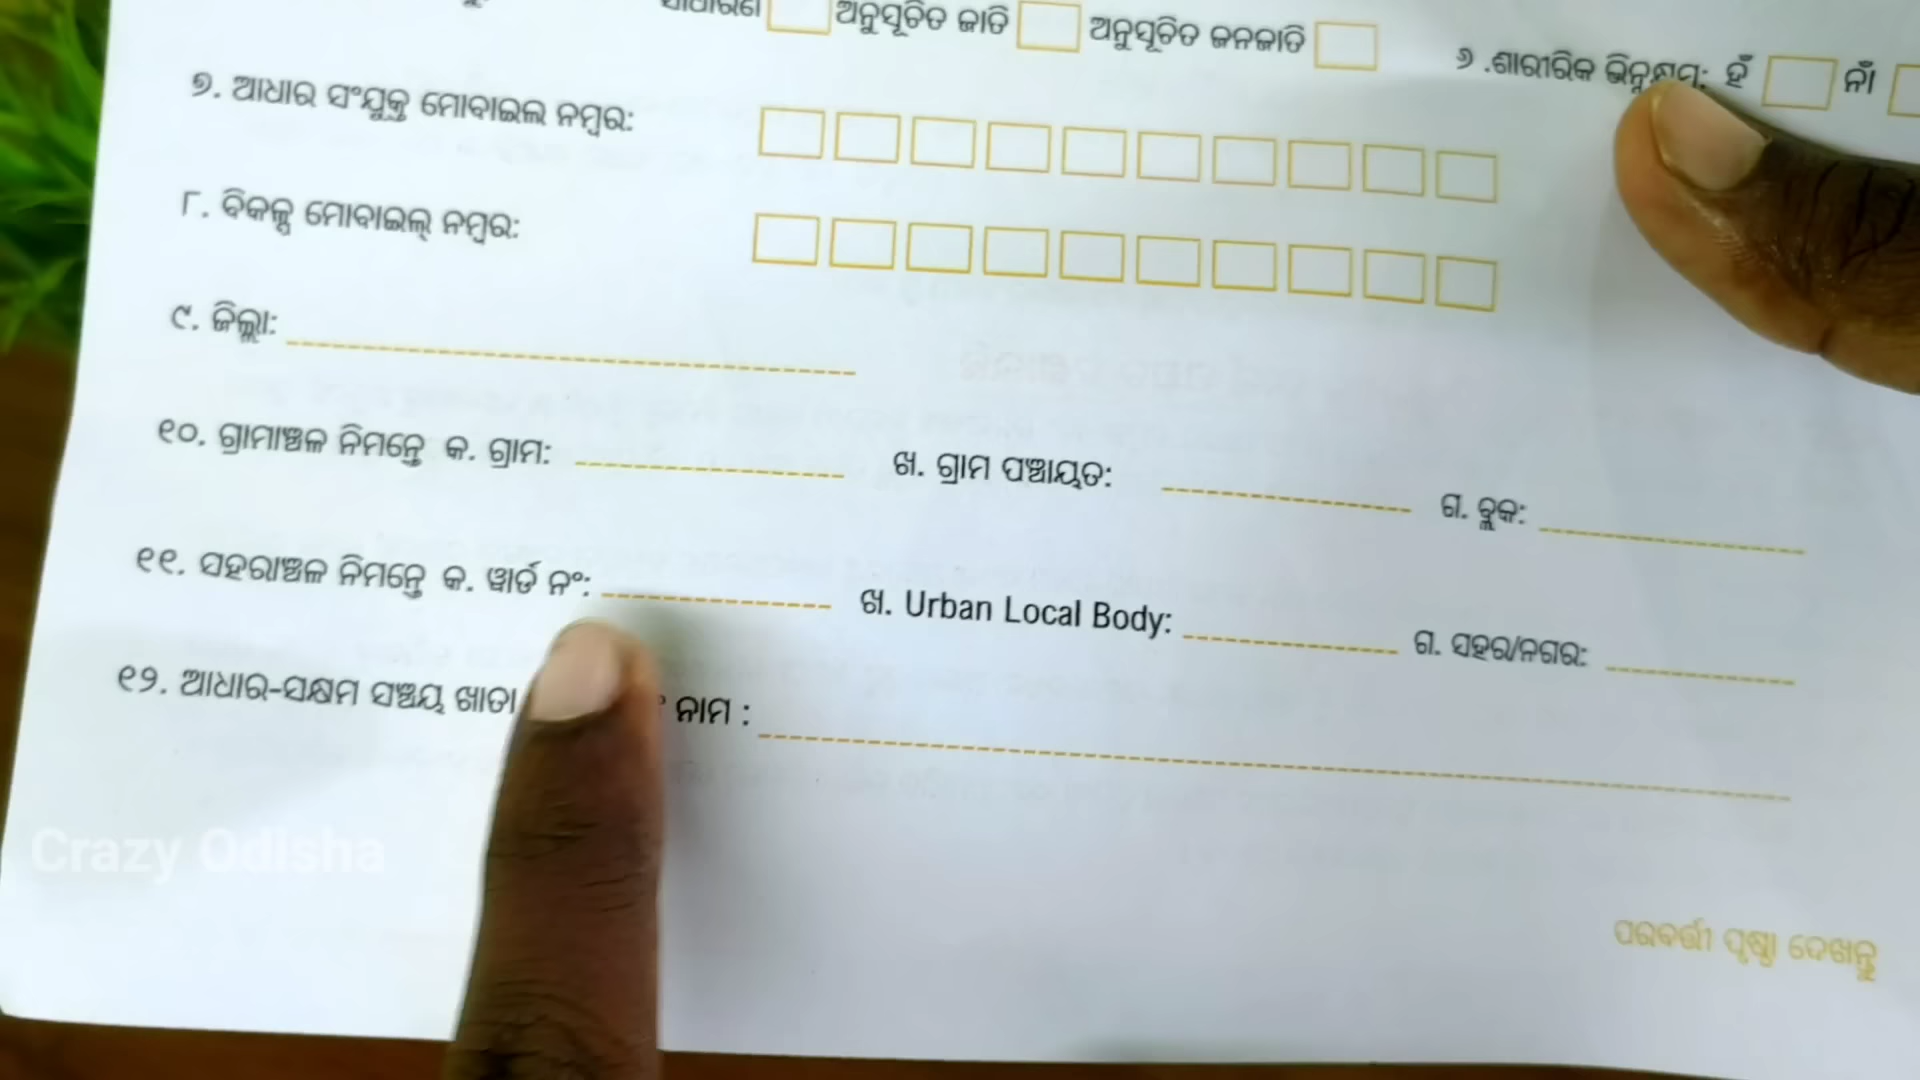 ଅନୁସୂଚିତ ଜାତି ଅନୁସୂଚିତ ଜନଜାତି ୬ .ଶାରୀରିକ ଭିନ୍ନକ୍ଷମ: ହଁ ନାଁ
୭. ଆଧାର ସଂଯୁକ୍ତ ମୋବାଇଲ ନମ୍ବର:
୮. ବିକଳ୍ପ ମୋବାଇଲ୍ ନମ୍ବର:
୯. ଜିଲ୍ଲା:
୧୦. ଗ୍ରାମାଞ୍ଚଳ ନିମନ୍ତେ କ. ଗ୍ରାମ: ଖ. ଗ୍ରାମ ପଞ୍ଚାୟତ: ଗ. ବ୍ଲକ:
୧୧. ସହରାଞ୍ଚଳ ନିମନ୍ତେ କ. ୱାର୍ଡ ନଂ: ଖ. Urban Local Body: ଗ. ସହର/ନଗର:
୧୨. ଆଧାର-ସକ୍ଷମ ସଞ୍ଚୟ ଖାତା ନାମ :
Crazy Odisha
ପରବର୍ତ୍ତୀ ପୃଷ୍ଠା ଦେଖନ୍ତୁ